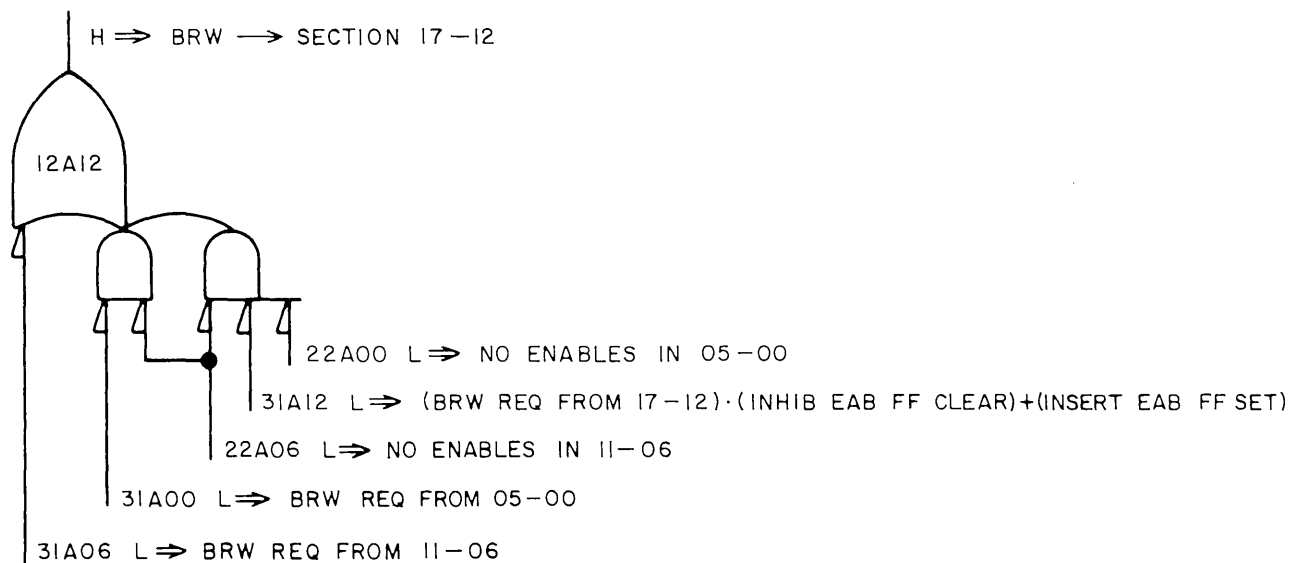 H ⇒ BRW → SECTION 17-12
12A12
22A00 L ⇒ NO ENABLES IN 05-00
31A12 L ⇒ (BRW REQ FROM 17-12)·(INHIB EAB FF CLEAR)+(INSERT EAB FF SET)
22A06 L ⇒ NO ENABLES IN 11-06
31A00 L ⇒ BRW REQ FROM 05-00
31A06 L ⇒ BRW REQ FROM 11-06